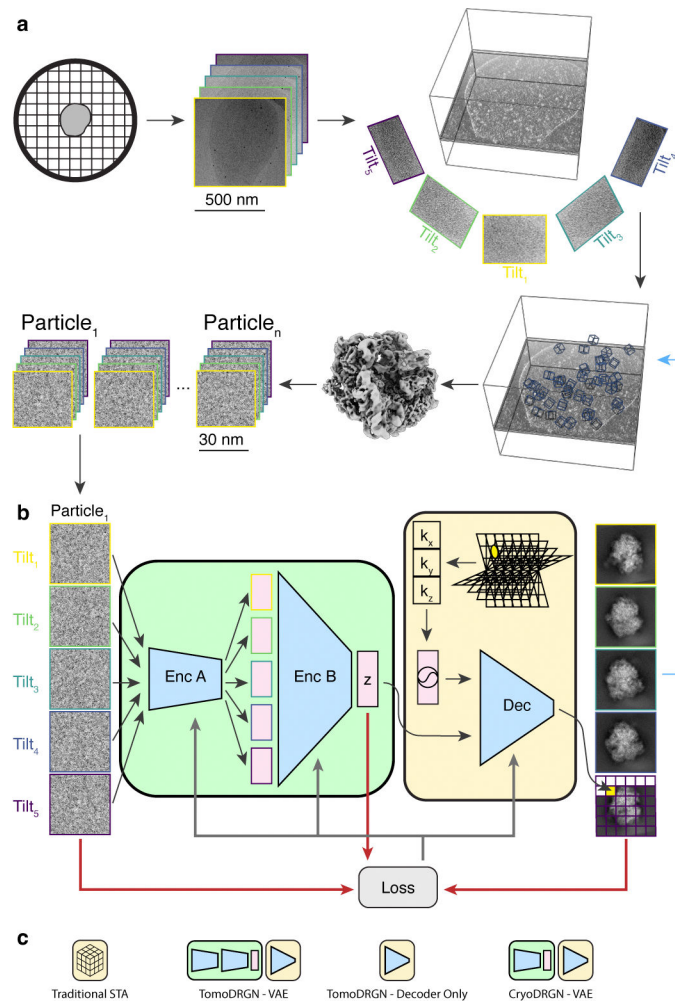 a
500 nm
Tilt5
Tilt2
Tilt1
Tilt3
Tilt4
Particle1
Particlen
...
30 nm
b
Particle1
Tilt1
Tilt2
Tilt3
Tilt4
Tilt5
Enc A
Enc B
z
kx
ky
kz
Dec
Loss
c
Traditional STA
TomoDRGN - VAE
TomoDRGN - Decoder Only
CryoDRGN - VAE